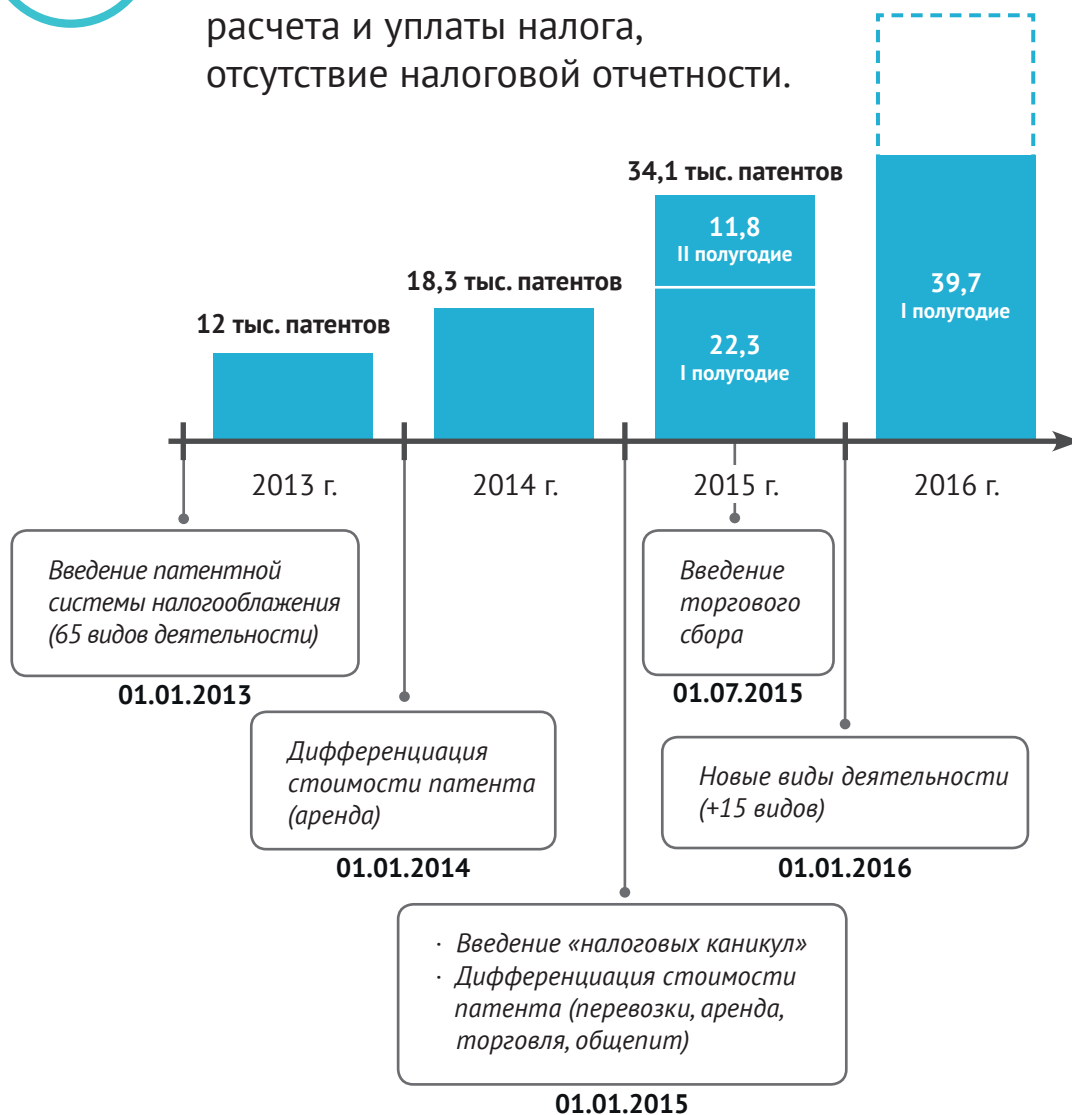 расчета и уплаты налога,
отсутствие налоговой отчетности.
34,1 тыс. патентов
11,8
II полугодие
18,3 тыс. патентов
39,7
I полугодие
12 тыс. патентов
22,3
I полугодие
2013 г.
2014 г.
2015 г.
2016 г.
Введение патентной
системы налогооблажения
(65 видов деятельности)
01.01.2013
Введение
торгового
сбора
01.07.2015
Дифференциация
стоимости патента
(аренда)
01.01.2014
Новые виды деятельности
(+15 видов)
01.01.2016
· Введение «налоговых каникул»
· Дифференциация стоимости
патента (перевозки, аренда,
торговля, общепит)
01.01.2015